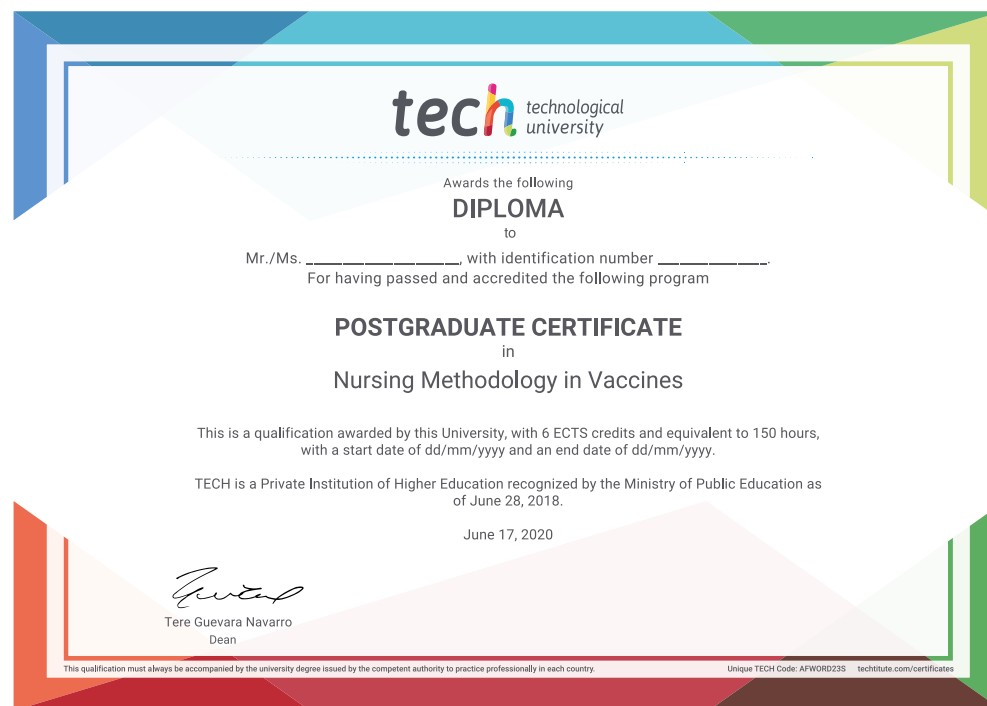 tech technological
university
Awards the following
DIPLOMA
to
Mr./Ms. ____________________, with identification number ______________.
For having passed and accredited the following program
POSTGRADUATE CERTIFICATE
in
Nursing Methodology in Vaccines
This is a qualification awarded by this University, with 6 ECTS credits and equivalent to 150 hours,
with a start date of dd/mm/yyyy and an end date of dd/mm/yyyy.
TECH is a Private Institution of Higher Education recognized by the Ministry of Public Education as
of June 28, 2018.
June 17, 2020
Tere Guevara Navarro
Dean
This qualification must always be accompanied by the university degree issued by the competent authority to practice professionally in each country. Unique TECH Code: AFWORD23S techtitute.com/certificates